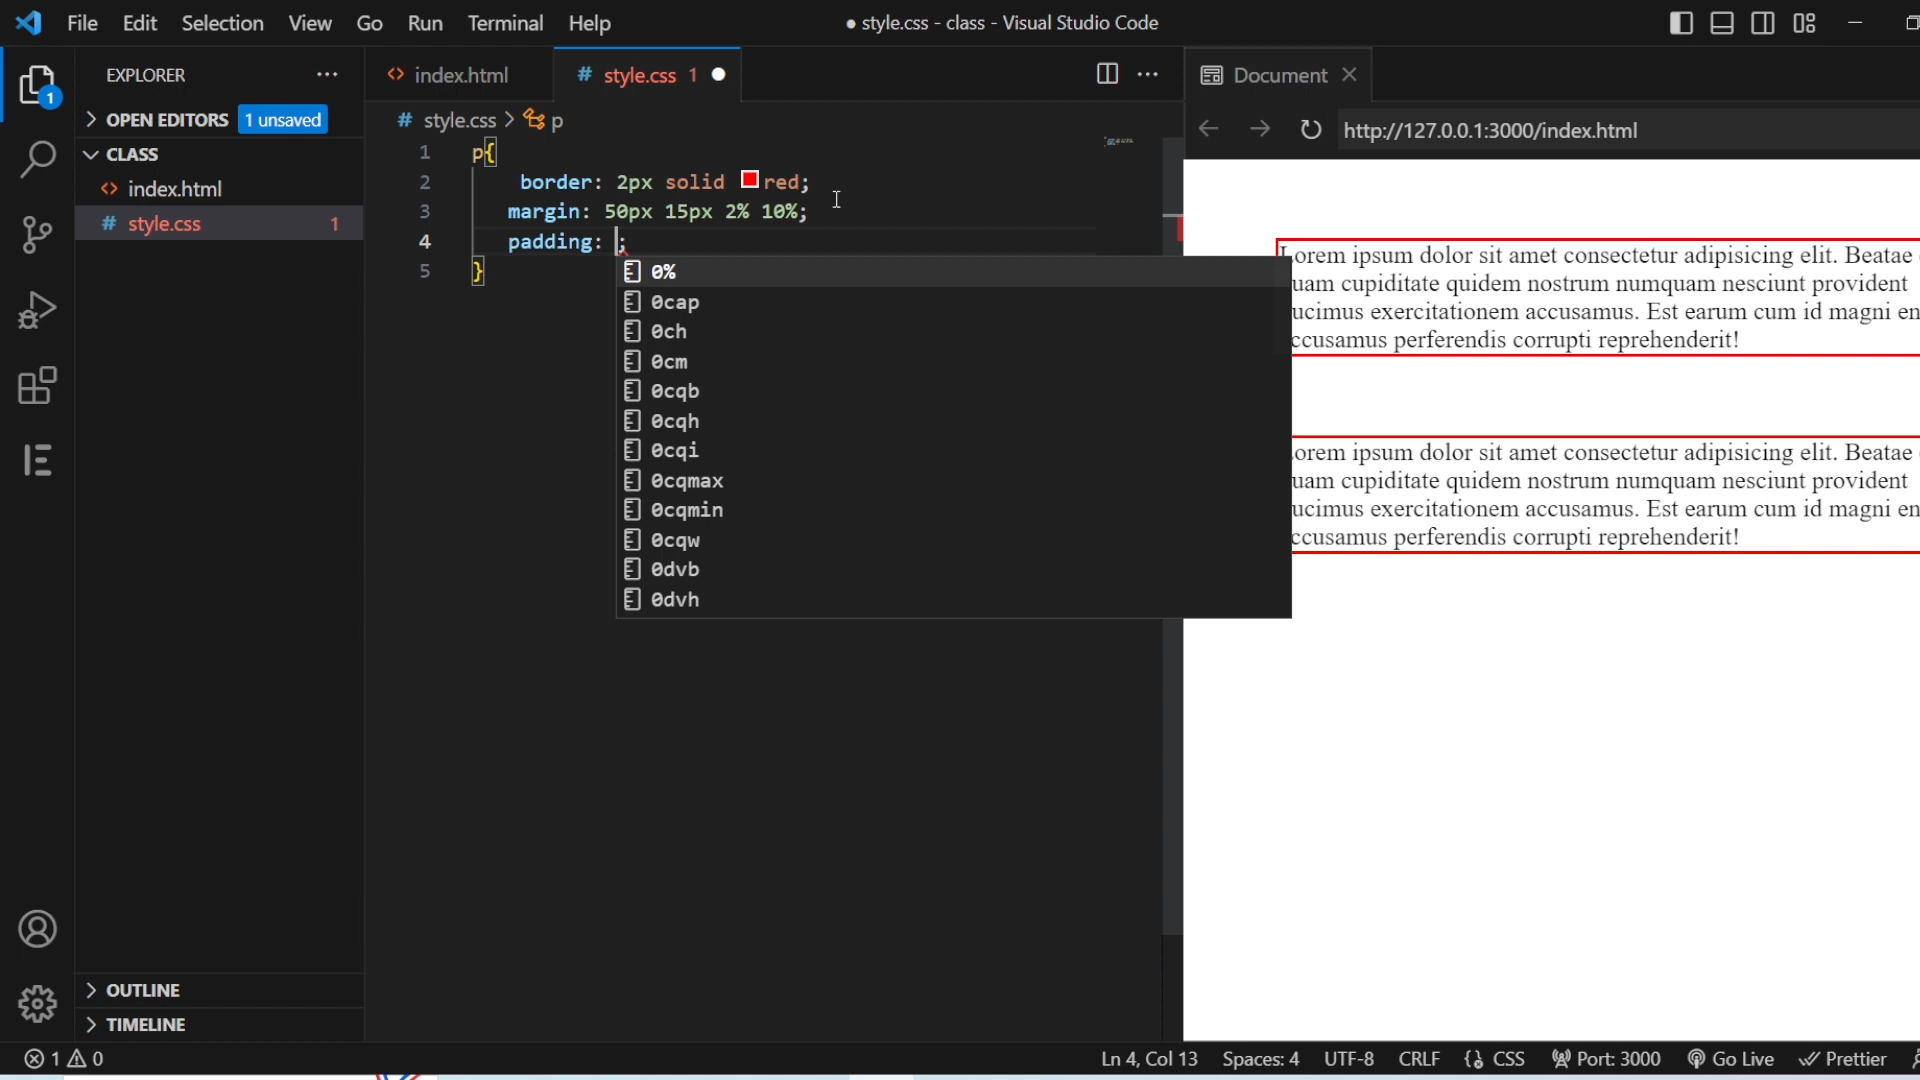 File Edit Selection View Go Run Terminal Help
● style.css - class - Visual Studio Code
EXPLORER ···
1
OPEN EDITORS 1 unsaved
CLASS
<> index.html
# style.css 1
OUTLINE
TIMELINE
<> index.html
# style.css 1 ●
# style.css > p
1 p{
2 border: 2px solid red;
3 margin: 50px 15px 2% 10%;
4 padding: ;
5 }
0%
0cap
0ch
0cm
0cqb
0cqh
0cqi
0cqmax
0cqmin
0cqw
0dvb
0dvh
Document
http://127.0.0.1:3000/index.html
Lorem ipsum dolor sit amet consectetur adipisicing elit. Beatae
uam cupiditate quidem nostrum numquam nesciunt provident
ucimus exercitationem accusamus. Est earum cum id magni en
ccusamus perferendis corrupti reprehenderit!
orem ipsum dolor sit amet consectetur adipisicing elit. Beatae
uam cupiditate quidem nostrum numquam nesciunt provident
ucimus exercitationem accusamus. Est earum cum id magni en
ccusamus perferendis corrupti reprehenderit!
1 0
Ln 4, Col 13 Spaces: 4 UTF-8 CRLF {} CSS Port: 3000 Go Live Prettier